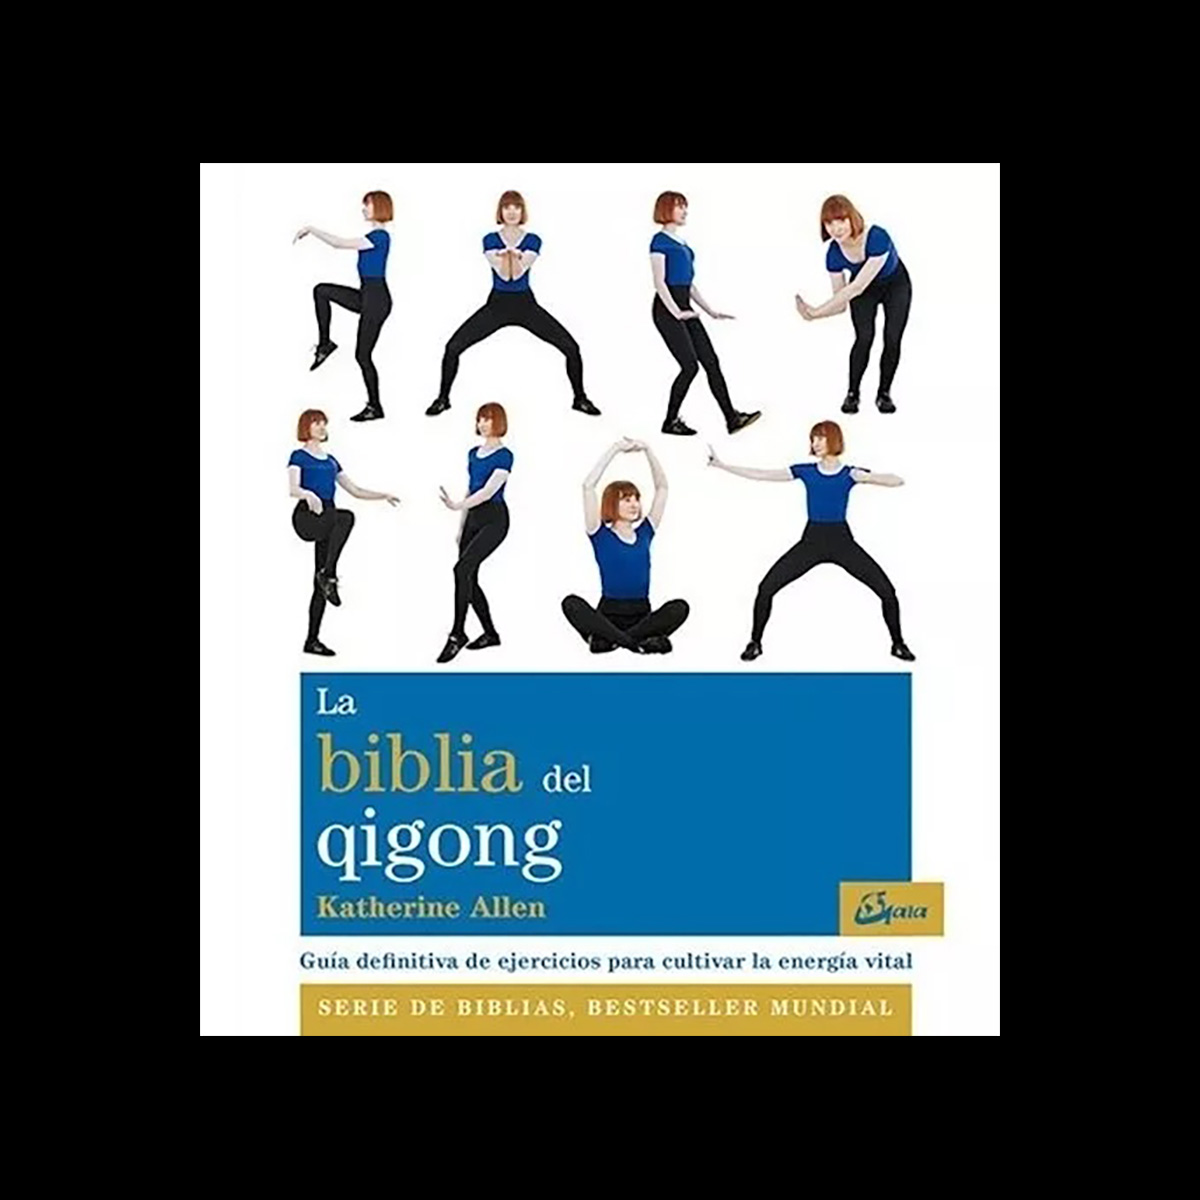 La
biblia del
qigong
Katherine Allen
Gaia
Guía definitiva de ejercicios para cultivar la energía vital
SERIE DE BIBLIAS, BESTSELLER MUNDIAL